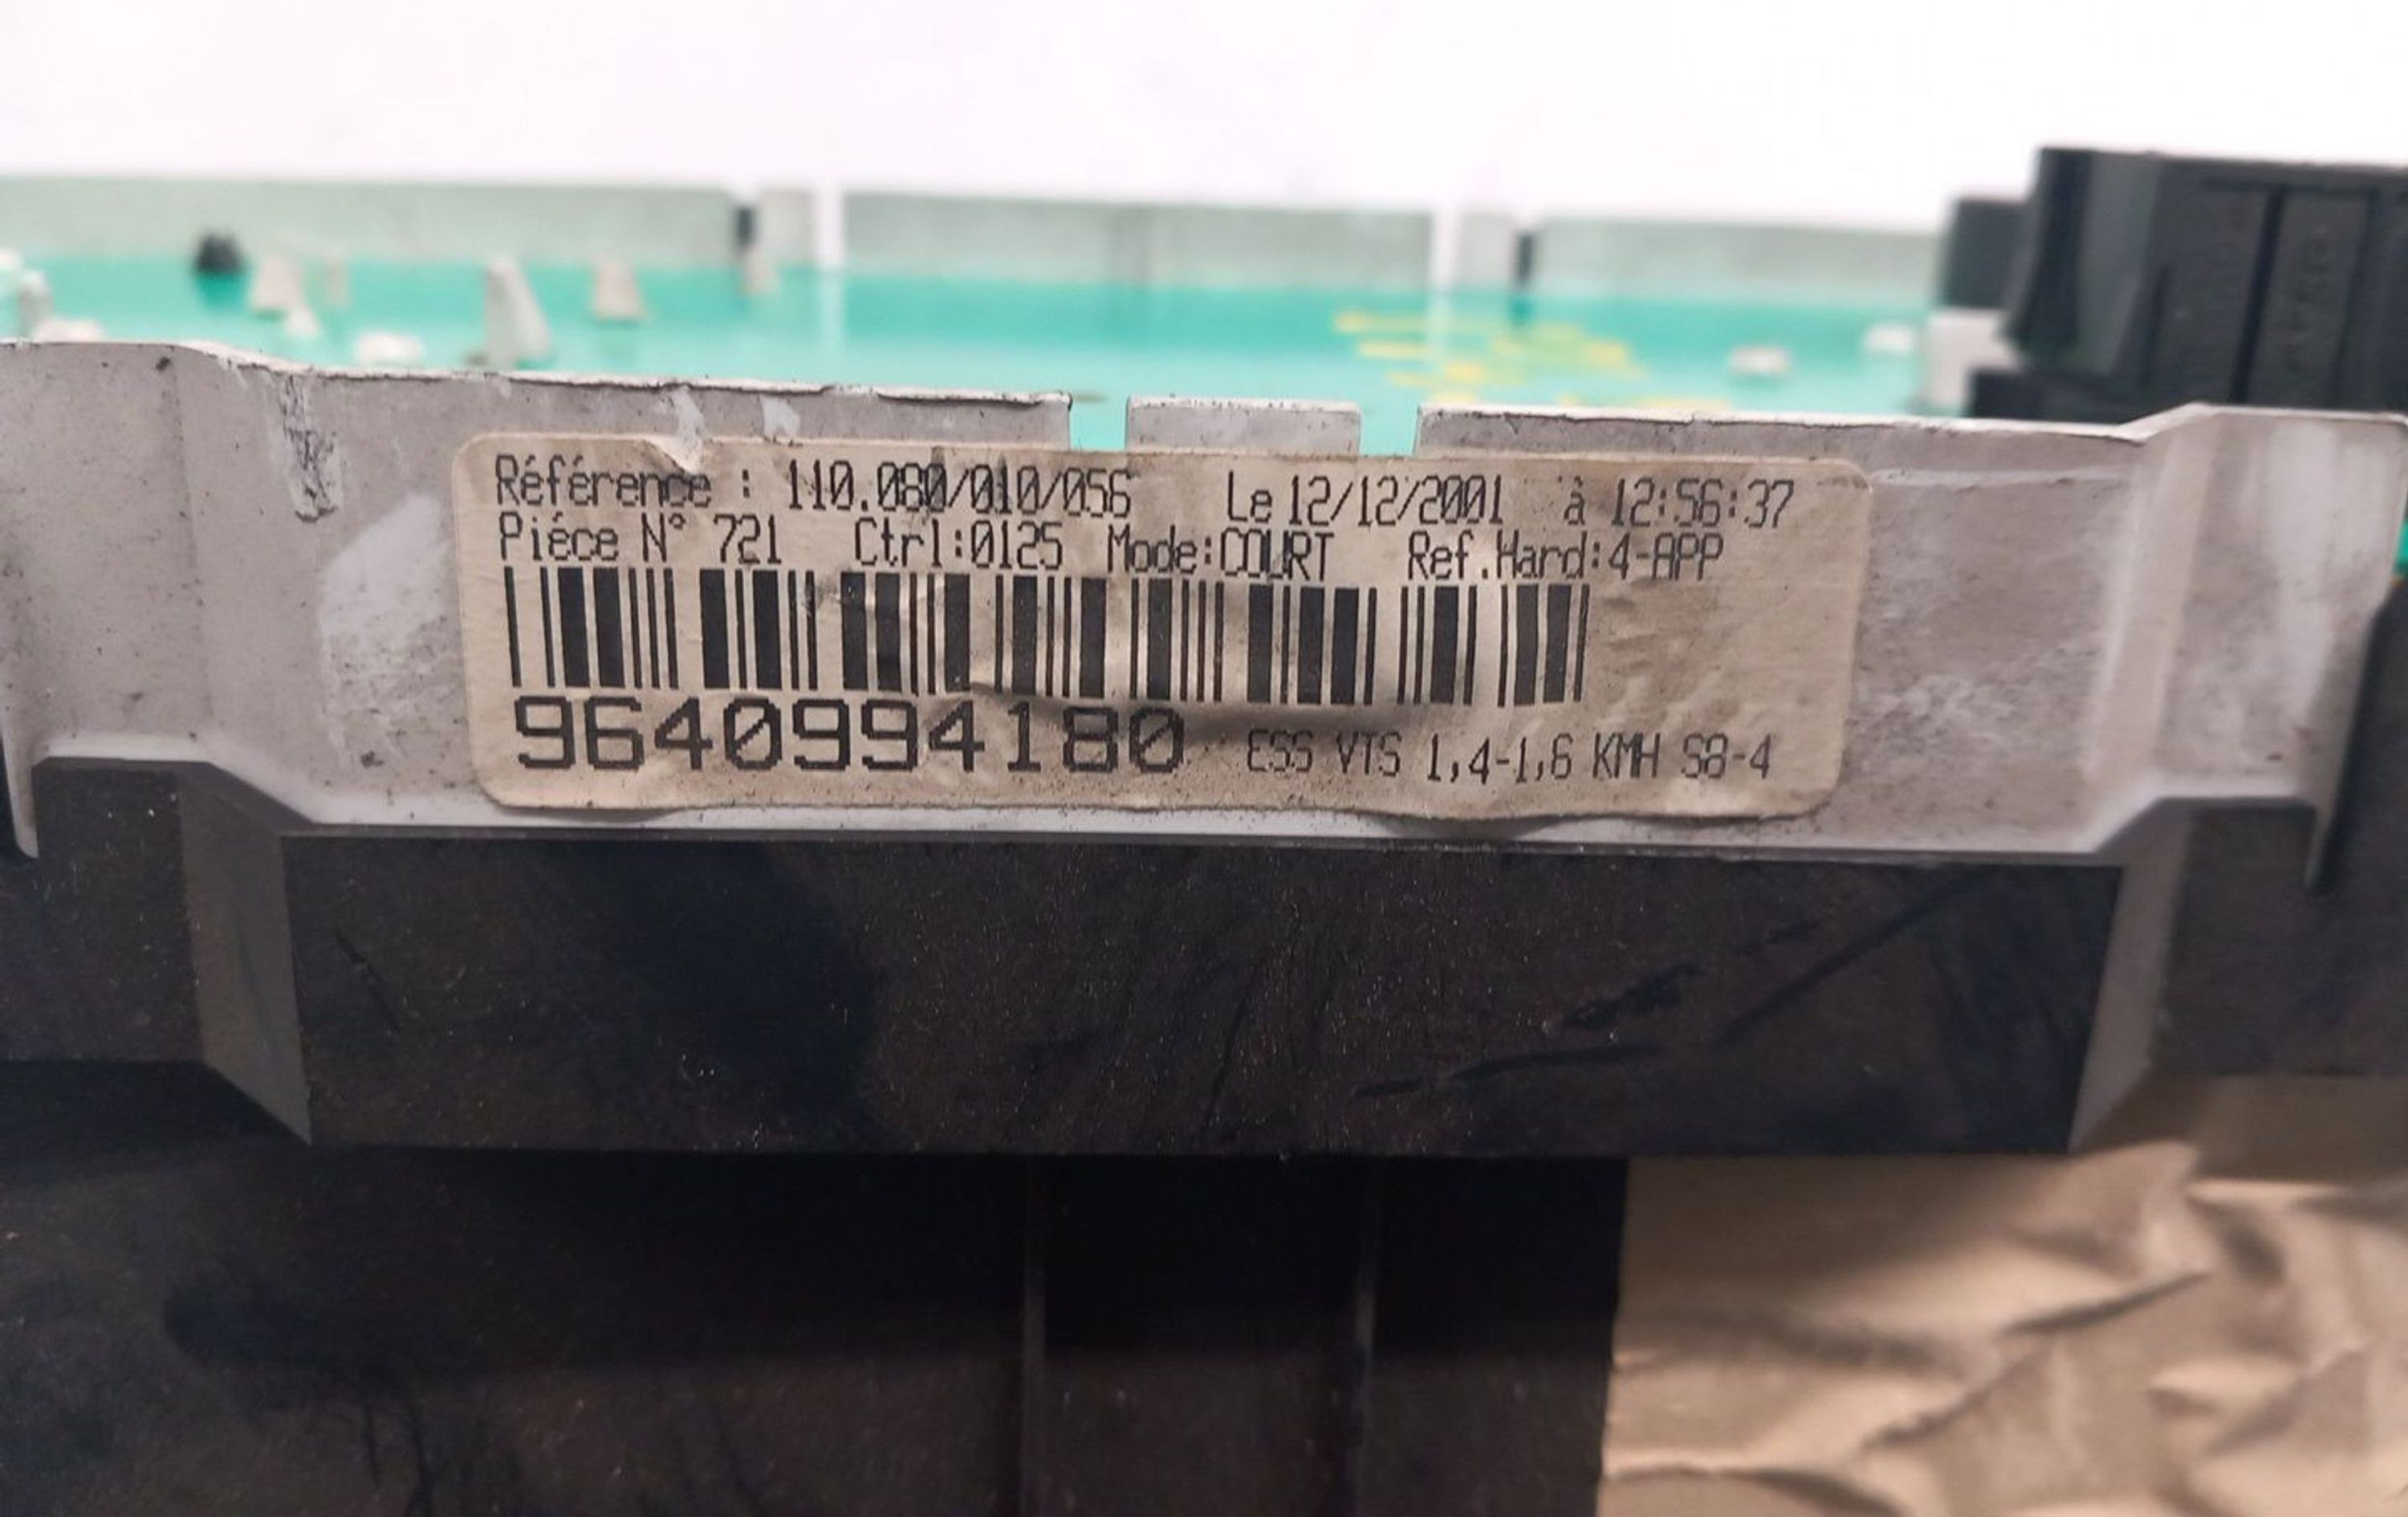 Référence : 110.080/010/056 Le 12/12/2001 à 12:56:37
Piéce N° 721 Ctrl:0125 Mode:COURT Ref.Hard:4-APP
9640994180 ESS VTS 1,4-1,6 KMH S8-4